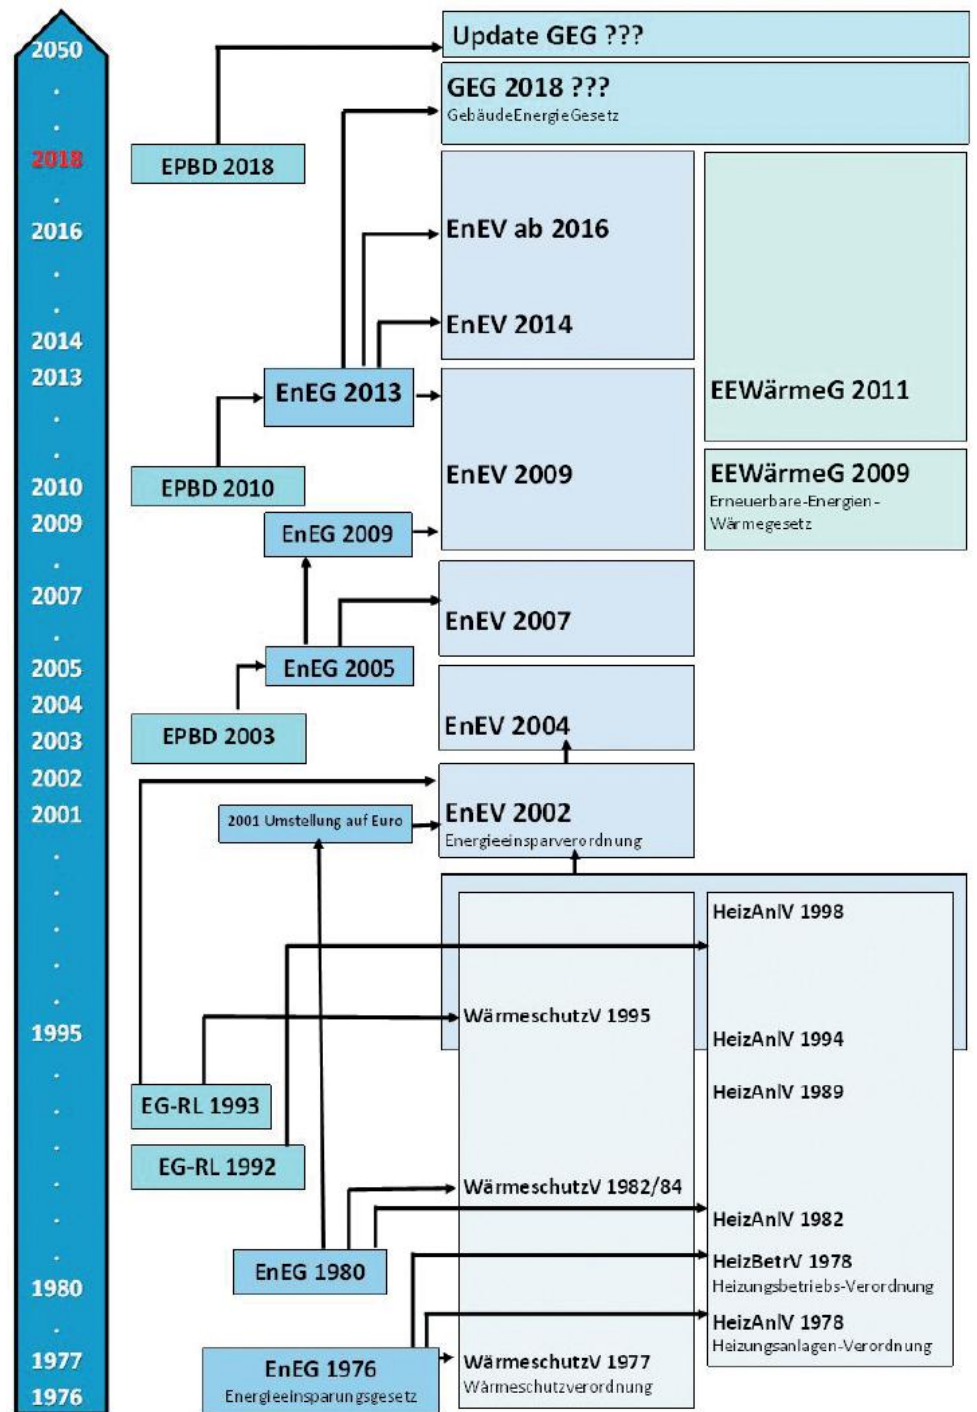 2050
.
.
2018
.
2016
.
.
2014
2013
.
.
2010
2009
.
2007
.
2005
2004
2003
2002
2001
.
.
.
.
.
1995
.
.
.
.
.
.
1980
.
1977
1976
Update GEG ???
GEG 2018 ???
GebäudeEnergieGesetz
EPBD 2018
EnEV ab 2016
EnEV 2014
EnEG 2013
EEWärmeG 2011
EPBD 2010
EnEV 2009
EEWärmeG 2009
Erneuerbare-Energien-
Wärmegesetz
EnEG 2009
EnEV 2007
EnEG 2005
EPBD 2003
EnEV 2004
EnEV 2002
Energieeinsparverordnung
2001 Umstellung auf Euro
HeizAnlV 1998
WärmeschutzV 1995
HeizAnlV 1994
HeizAnlV 1989
EG-RL 1993
EG-RL 1992
WärmeschutzV 1982/84
HeizAnlV 1982
EnEG 1980
HeizBetrV 1978
Heizungsbetriebs-Verordnung
HeizAnlV 1978
Heizungsanlagen-Verordnung
EnEG 1976
Energieeinsparungsgesetz
WärmeschutzV 1977
Wärmeschutzverordnung